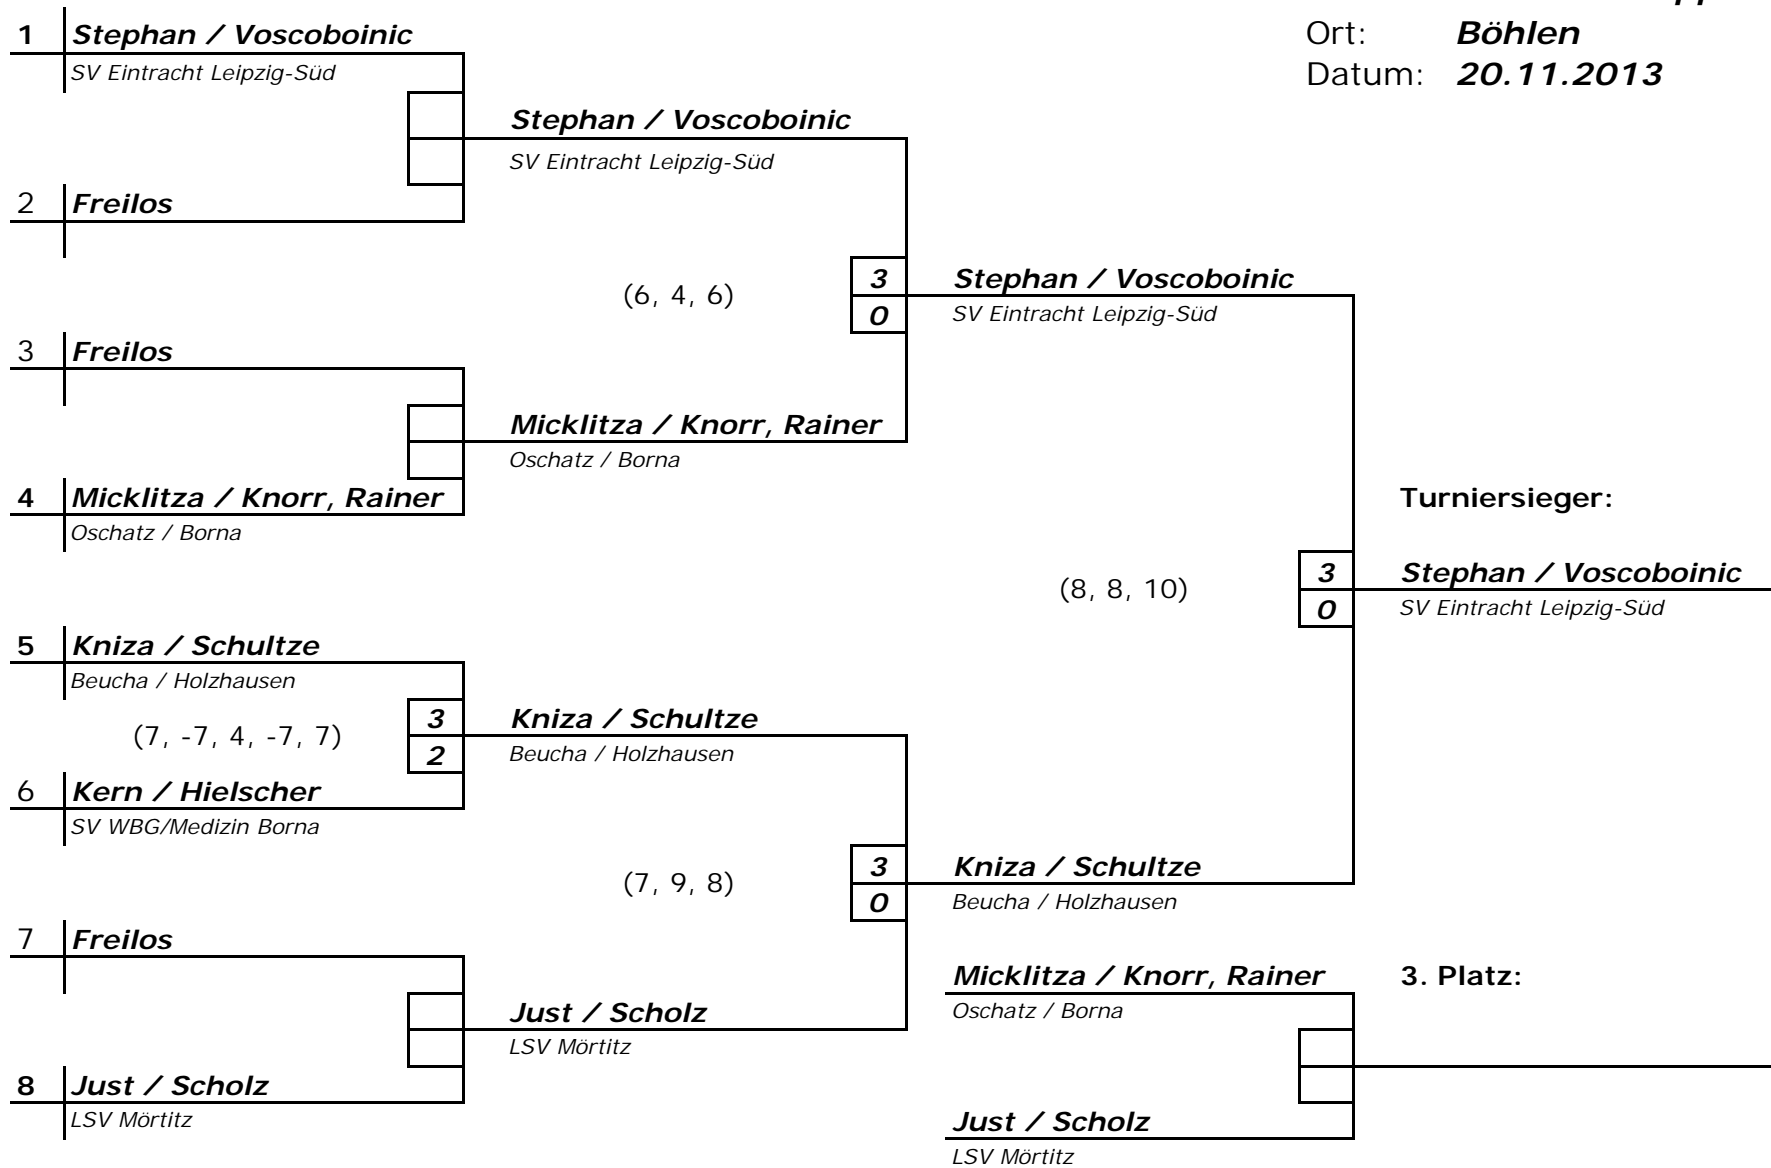 Ort: Böhlen
Datum: 20.11.2013
1 Stephan / Voscoboinic
SV Eintracht Leipzig-Süd
Stephan / Voscoboinic
SV Eintracht Leipzig-Süd
2 Freilos
(6, 4, 6)
3
0
Stephan / Voscoboinic
SV Eintracht Leipzig-Süd
3 Freilos
Micklitza / Knorr, Rainer
Oschatz / Borna
4 Micklitza / Knorr, Rainer
Oschatz / Borna
Turniersieger:
(8, 8, 10)
3
0
Stephan / Voscoboinic
SV Eintracht Leipzig-Süd
5 Kniza / Schultze
Beucha / Holzhausen
(7, -7, 4, -7, 7)
3
2
Kniza / Schultze
Beucha / Holzhausen
6 Kern / Hielscher
SV WBG/Medizin Borna
(7, 9, 8)
3
0
Kniza / Schultze
Beucha / Holzhausen
7 Freilos
Micklitza / Knorr, Rainer
Oschatz / Borna
3. Platz:
Just / Scholz
LSV Mörtitz
8 Just / Scholz
LSV Mörtitz
Just / Scholz
LSV Mörtitz